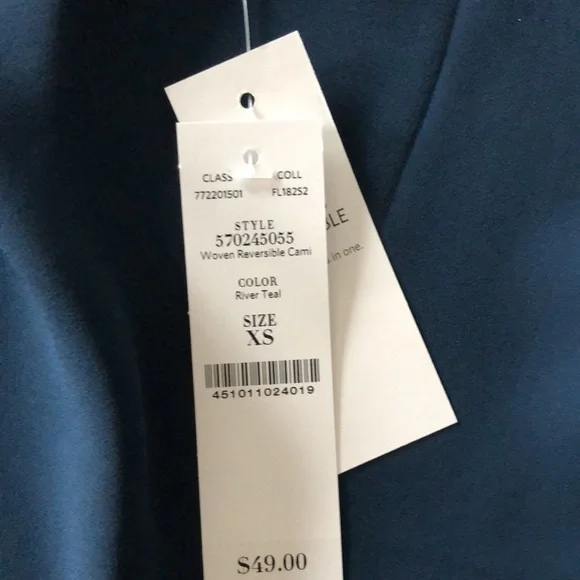 CLASS COLL
772201501 FL182S2
STYLE
570245055
Woven Reversible Cami
COLOR
River Teal
SIZE
XS
451011024019
$49.00
in one.